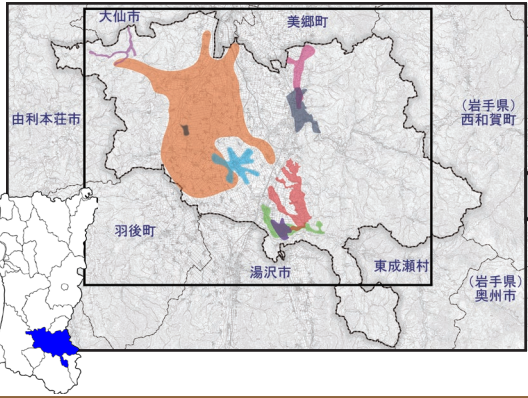 大仙市
美郷町
由利本荘市
（岩手県）
西和賀町
羽後町
湯沢市
東成瀬村
（岩手県）
奥州市